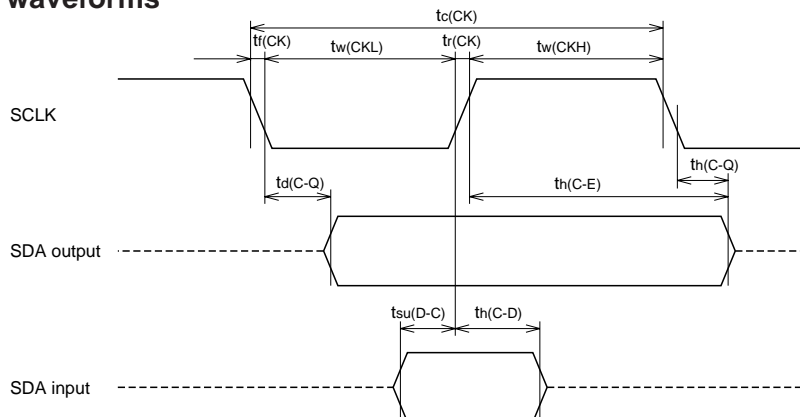 waveforms
tc(CK)
tf(CK) tw(CKL) tr(CK) tw(CKH)
SCLK
td(C-Q) th(C-E) th(C-Q)
SDA output
tsu(D-C) th(C-D)
SDA input